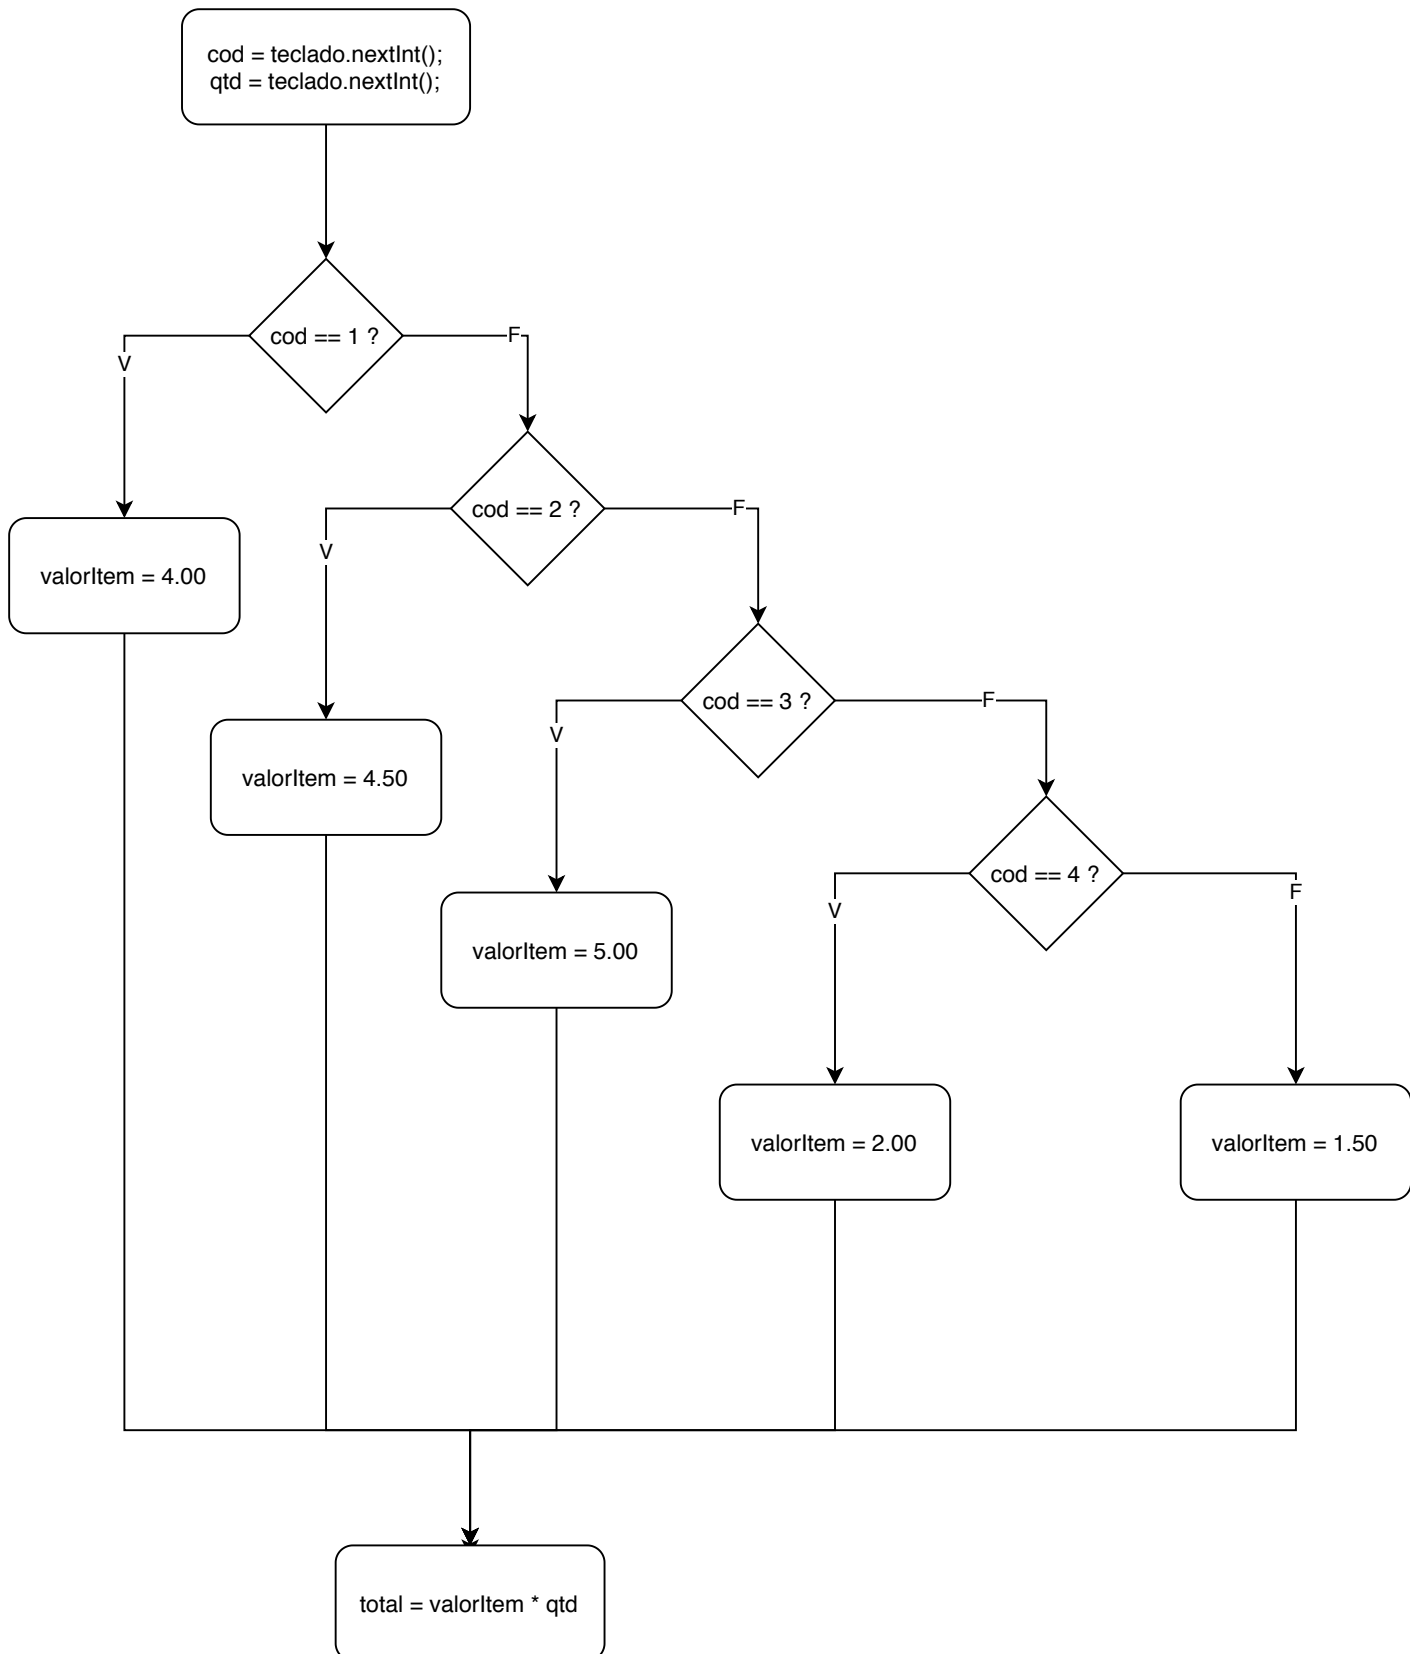 cod = teclado.nextInt();
qtd = teclado.nextInt();
cod == 1 ?
F
V
cod == 2 ?
F
V
valorItem = 4.00
cod == 3 ?
F
V
valorItem = 4.50
cod == 4 ?
F
V
valorItem = 5.00
valorItem = 2.00
valorItem = 1.50
total = valorItem * qtd